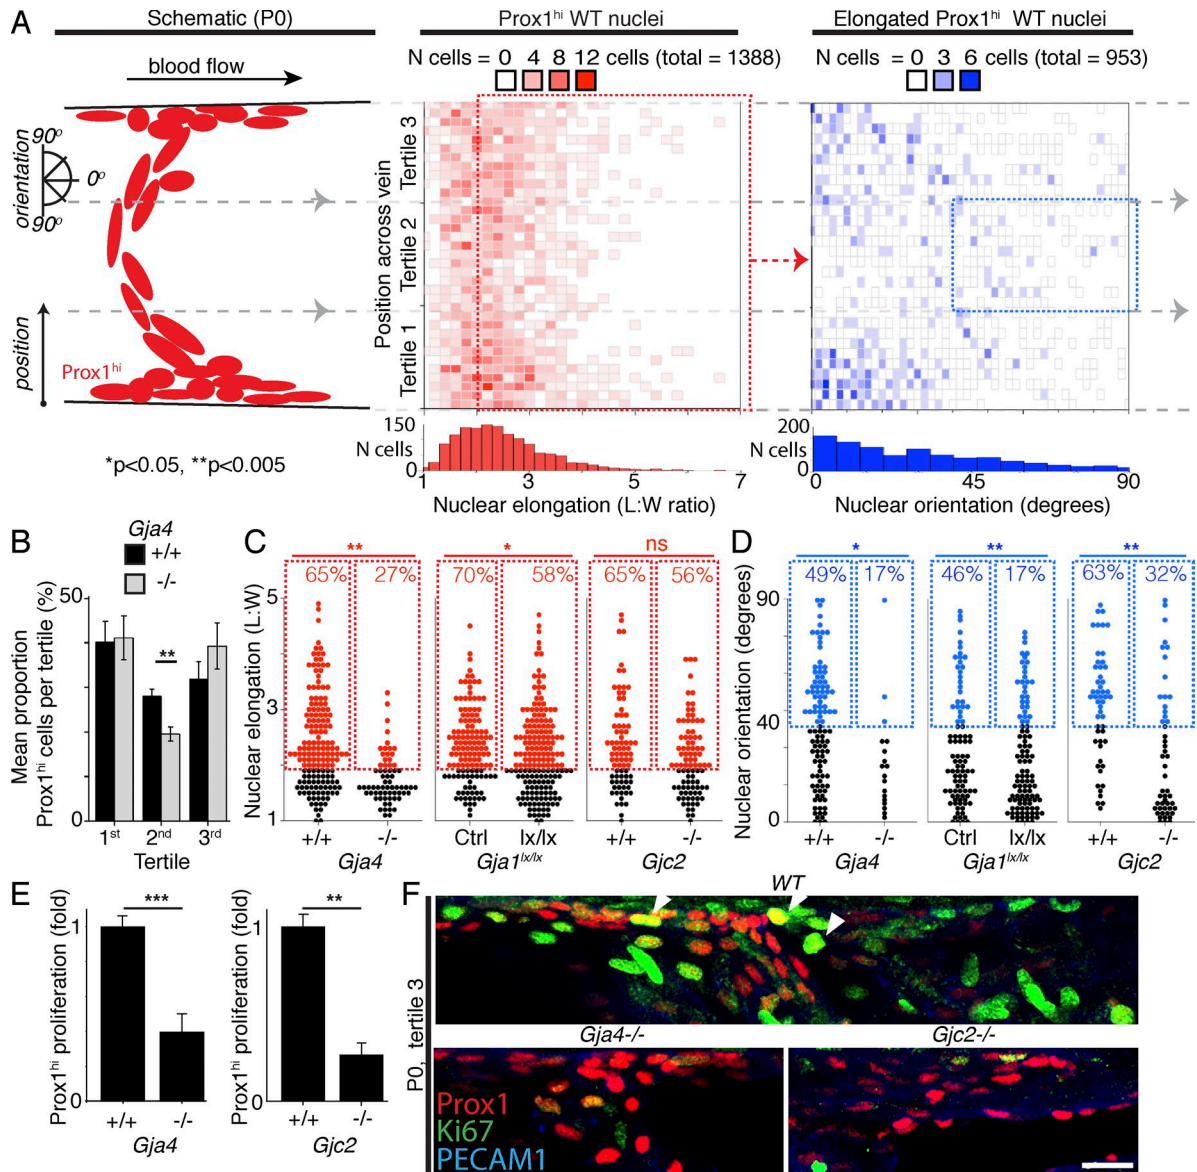 A
Schematic (P0)
Prox1hi WT nuclei
Elongated Prox1hi WT nuclei
blood flow
N cells = 0 4 8 12 cells (total = 1388)
N cells = 0 3 6 cells (total = 953)
orientation
90o
0o
90o
position
Prox1hi
*p<0.05, **p<0.005
Position across vein
Tertile 3
Tertile 2
Tertile 1
150
N cells
0
1 3 5 7
Nuclear elongation (L:W ratio)
200
N cells
0
0 45 90
Nuclear orientation (degrees)
B
Gja4
+/+
-/-
Mean proportion
Prox1hi cells per tertile (%)
50
0
**
1st 2nd 3rd
Tertile
C
Nuclear elongation (L:W)
5
3
1
** * ns
65% 27% 70% 58% 65% 56%
+/+ -/- Ctrl lx/lx +/+ -/-
Gja4 Gja1lx/lx Gjc2
D
Nuclear orientation (degrees)
90
40
0
* ** **
49% 17% 46% 17% 63% 32%
+/+ -/- Ctrl lx/lx +/+ -/-
Gja4 Gja1lx/lx Gjc2
E
Prox1hi proliferation (fold)
1
0
***
+/+ -/-
Gja4
Prox1hi proliferation (fold)
1
0
**
+/+ -/-
Gjc2
F
WT
P0, tertile 3
Gja4-/- Gjc2-/-
Prox1
Ki67
PECAM1